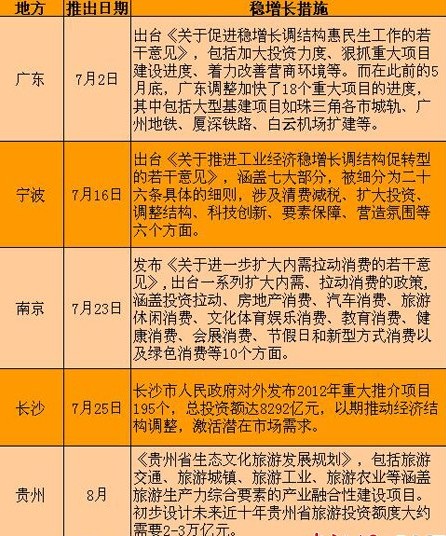 地方 推出日期 稳增长措施
广东 7月2日
出台《关于促进稳增长调结构惠民生工作的若
干意见》，包括加大投资力度、狠抓重大项目
建设进度、着力改善营商环境等。而在此前的5
月底，广东调整加快了18个重大项目的进度，
其中包括大型基建项目如珠三角各市城轨、广
州地铁、厦深铁路、白云机场扩建等。
宁波 7月16日
出台《关于推进工业经济稳增长调结构促转型
的若干意见》，涵盖七大部分，被细分为二十
六条具体的细则，涉及清费减税、扩大投资、
调整结构、科技创新、要素保障、营造氛围等
六个方面。
南京 7月23日
发布《关于进一步扩大内需拉动消费的若干意
见》,出台一系列扩大内需、拉动消费的政策,
涵盖投资拉动、房地产消费、汽车消费、旅游
休闲消费、文化体育娱乐消费、教育消费、健
康消费、会展消费、节假日和新型方式消费以
及绿色消费等10个方面。
长沙 7月25日
长沙市人民政府对外发布2012年重大推介项目
195个，总投资额达8292亿元，以期推动经济结
构调整，激活潜在市场需求。
贵州 8月
《贵州省生态文化旅游发展规划》，包括旅游
交通、旅游城镇、旅游工业、旅游农业等涵盖
旅游生产力综合要素的产业融合性建设项目。
初步设计未来近十年贵州省旅游投资额度大约
需要2-3万亿元。